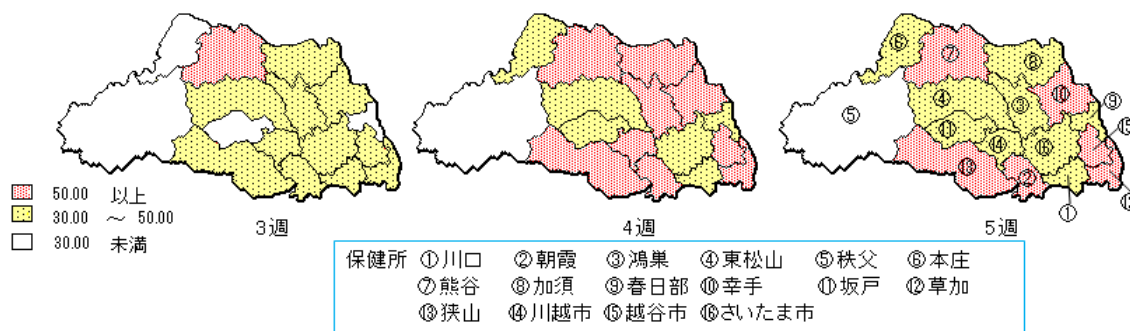 ⑥ ⑦ ⑧
⑤ ④ ③ ⑩ ⑨
⑪ ⑭ ⑯ ⑮
⑬ ② ① ⑫
50.00 以上
30.00 ～ 50.00
30.00 未満
3週 4週 5週
保健所 ①川口 ②朝霞 ③鴻巣 ④東松山 ⑤秩父 ⑥本庄
⑦熊谷 ⑧加須 ⑨春日部 ⑩幸手 ⑪坂戸 ⑫草加
⑬狭山 ⑭川越市 ⑮越谷市 ⑯さいたま市